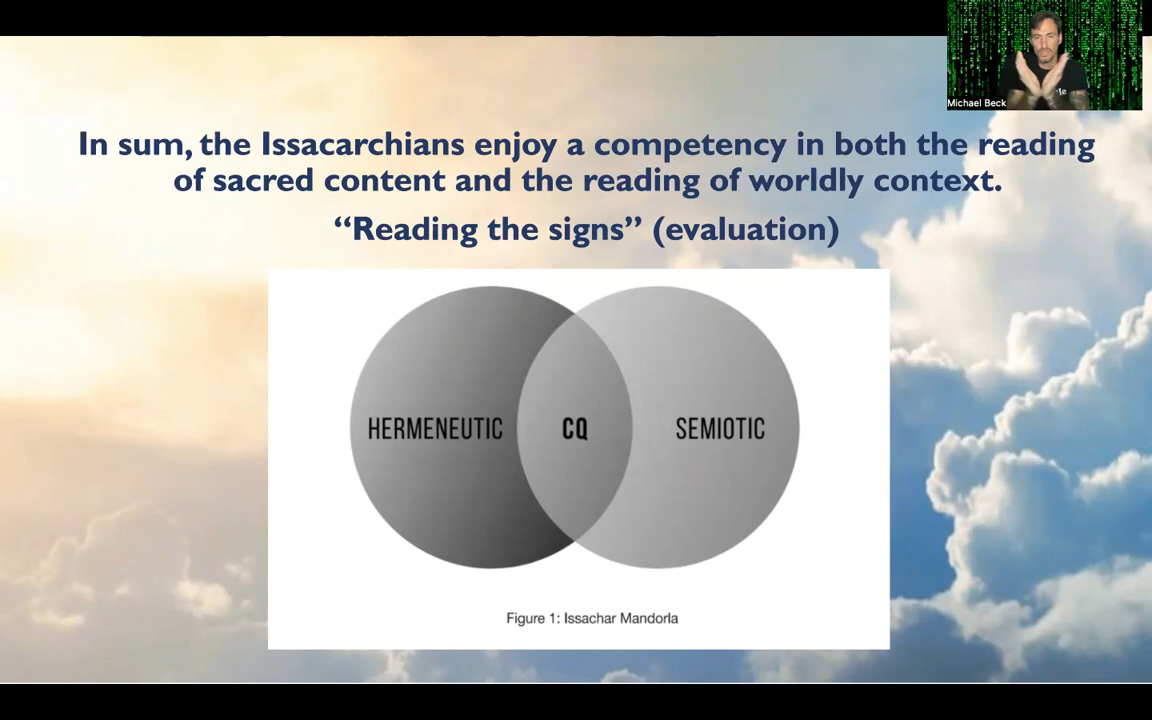 Michael Beck
In sum, the Issacarchians enjoy a competency in both the reading
of sacred content and the reading of worldly context.
“Reading the signs” (evaluation)
HERMENEUTIC
CQ
SEMIOTIC
Figure 1: Issachar Mandorla